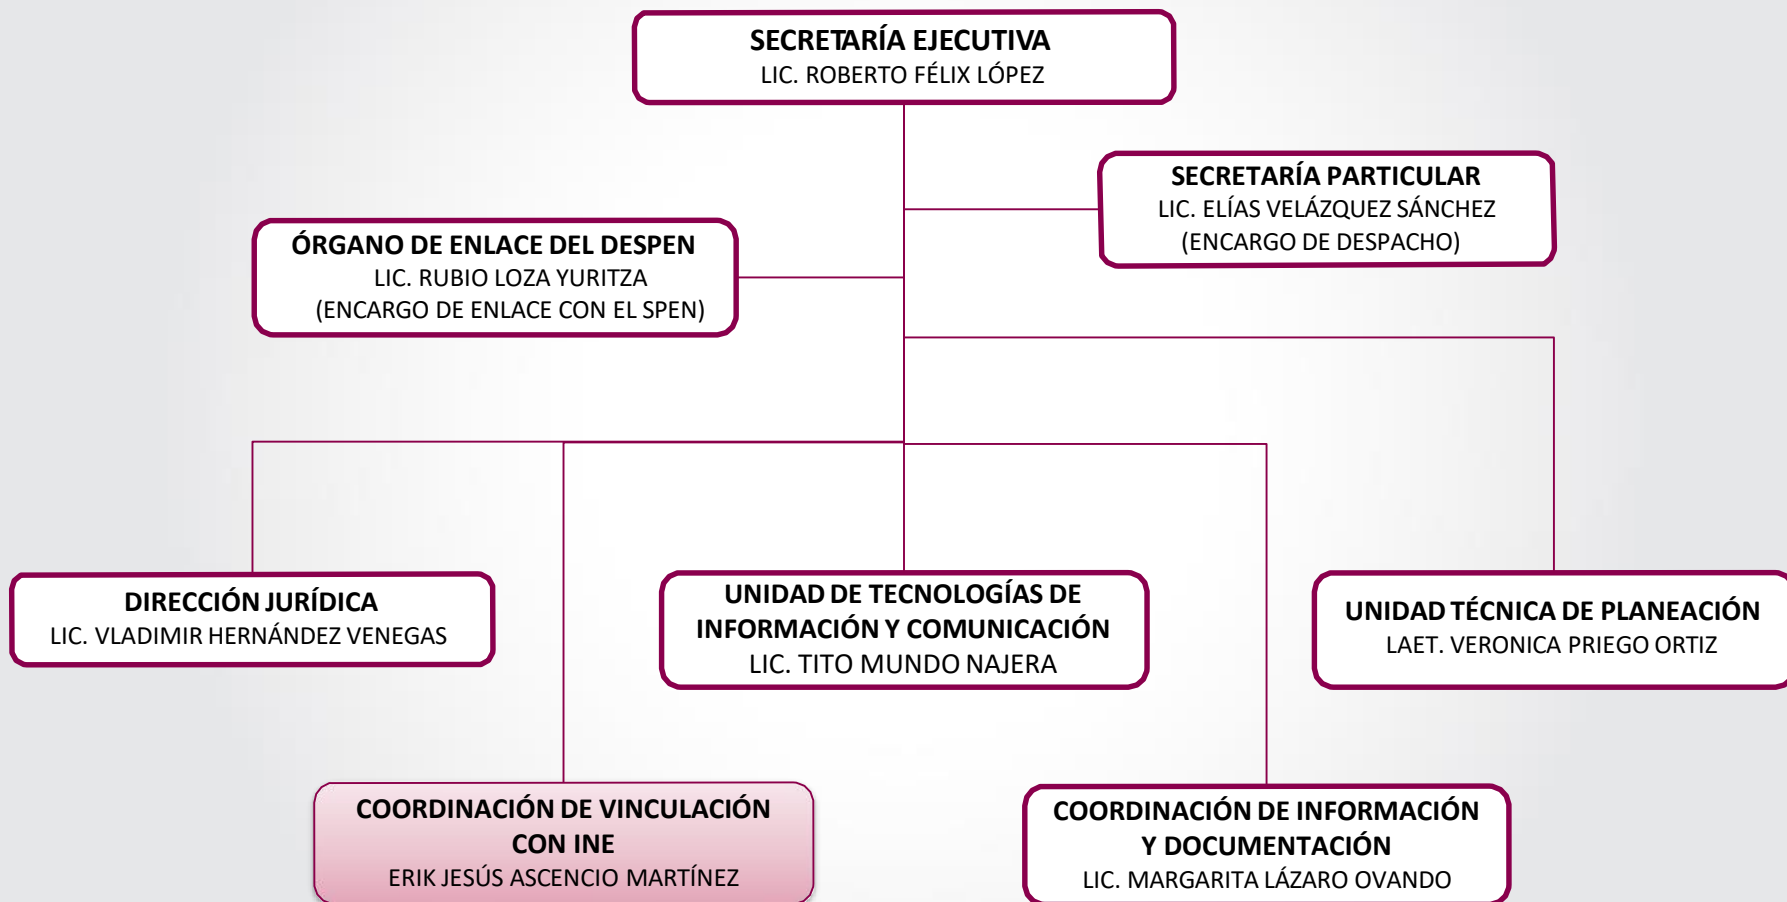 SECRETARÍA EJECUTIVA
LIC. ROBERTO FÉLIX LÓPEZ
SECRETARÍA PARTICULAR
LIC. ELÍAS VELÁZQUEZ SÁNCHEZ
(ENCARGO DE DESPACHO)
ÓRGANO DE ENLACE DEL DESPEN
LIC. RUBIO LOZA YURITZA
(ENCARGO DE ENLACE CON EL SPEN)
DIRECCIÓN JURÍDICA
LIC. VLADIMIR HERNÁNDEZ VENEGAS
UNIDAD DE TECNOLOGÍAS DE
INFORMACIÓN Y COMUNICACIÓN
LIC. TITO MUNDO NAJERA
UNIDAD TÉCNICA DE PLANEACIÓN
LAET. VERONICA PRIEGO ORTIZ
COORDINACIÓN DE VINCULACIÓN
CON INE
ERIK JESÚS ASCENCIO MARTÍNEZ
COORDINACIÓN DE INFORMACIÓN
Y DOCUMENTACIÓN
LIC. MARGARITA LÁZARO OVANDO